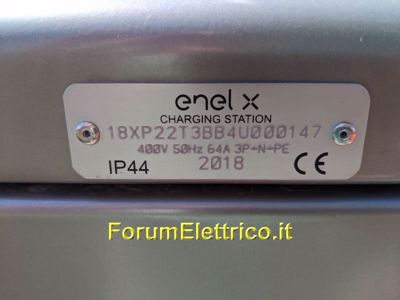 enel x
CHARGING STATION
18XP22T3BB4U000147
400V 50Hz 64A 3P+N+PE
IP44 2018 CE
ForumElettrico.it